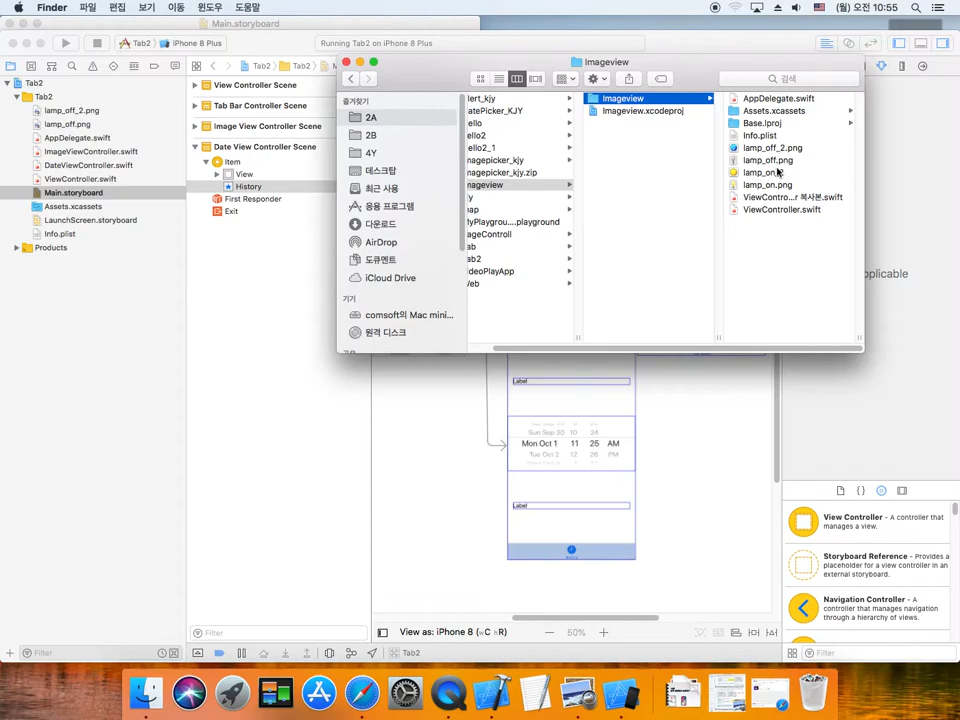 Finder 파일 편집 보기 이동 윈도우 도움말
(월) 오전 10:55
Main.storyboard
Tab2 › iPhone 8 Plus
Running Tab2 on iPhone 8 Plus
Tab2
Tab2
lamp_off_2.png
lamp_off.png
AppDelegate.swift
ImageViewController.swift
DateViewController.swift
ViewController.swift
Main.storyboard
Assets.xcassets
LaunchScreen.storyboard
Info.plist
Products
Tab2 › Tab2
View Controller Scene
Tab Bar Controller Scene
Image View Controller Scene
Date View Controller Scene
Item
View
History
First Responder
Exit
Imageview
검색
즐겨찾기
2A
2B
4Y
데스크탑
최근 사용
응용 프로그램
다운로드
AirDrop
도큐멘트
iCloud Drive
기기
comsoft의 Mac mini...
원격 디스크
lert_kjy
atePicker_KJY
ello
ello2
ello2_1
magepicker_kjy
magepicker_kjy.zip
mageview
y
ap
yPlaygrou....playground
ageControll
ab2
ideoPlayApp
eb
Imageview
Imageview.xcodeproj
AppDelegate.swift
Assets.xcassets
Base.lproj
Info.plist
lamp_off_2.png
lamp_off.png
lamp_on
lamp_on.png
ViewContro...r 복사본.swift
ViewController.swift
plicable
Label
Sun Sep 30 10 24
Mon Oct 1 11 25 AM
Tue Oct 2 12 26 PM
Label
View Controller - A controller that
manages a view.
Storyboard Reference - Provides a
placeholder for a view controller in an
external storyboard.
Navigation Controller - A
controller that manages navigation
through a hierarchy of views.
Filter
View as: iPhone 8 (wC hR)
50%
Filter
Tab2
Filter